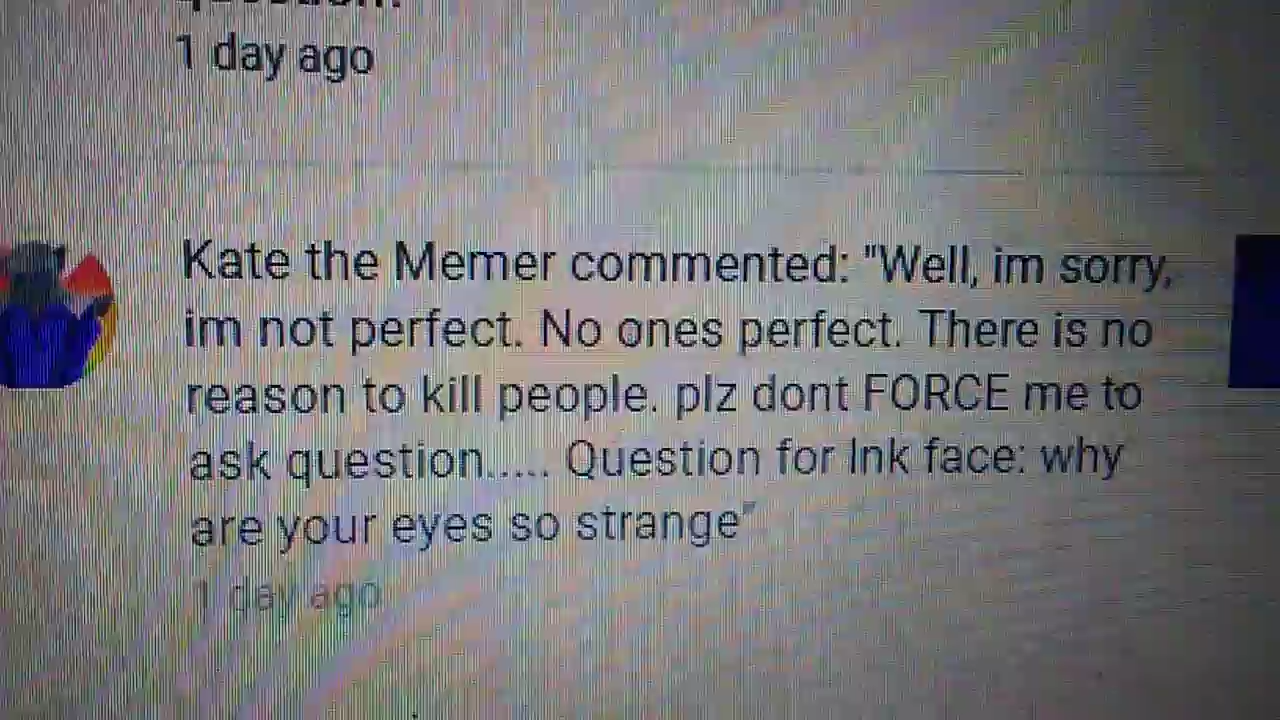 question.
1 day ago
Kate the Memer commented: "Well, im sorry,
im not perfect. No ones perfect. There is no
reason to kill people. plz dont FORCE me to
ask question..... Question for Ink face: why
are your eyes so strange"
1 day ago